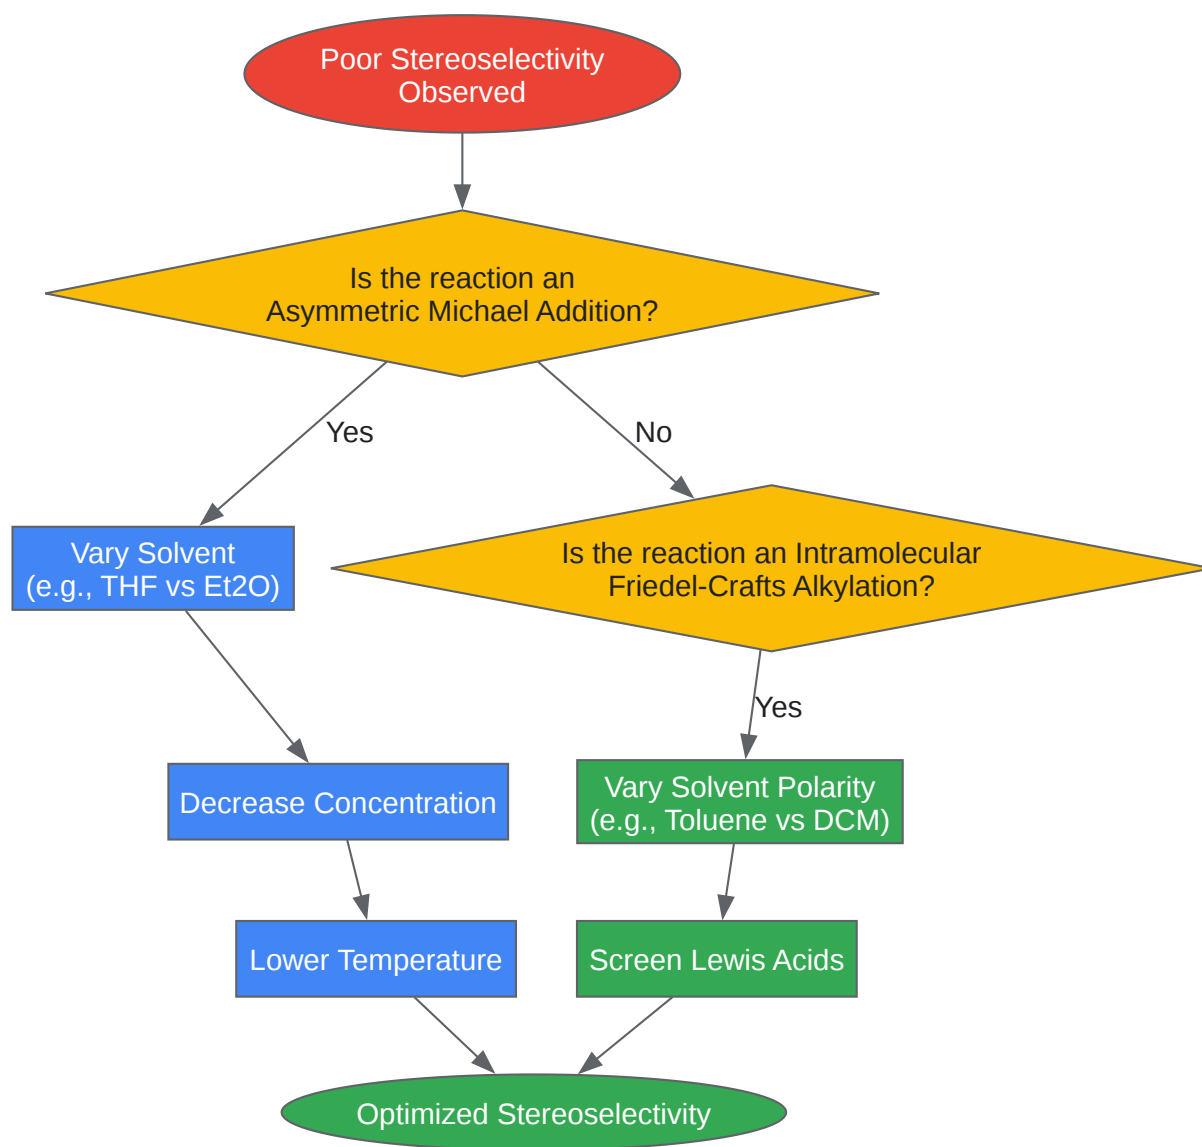 Poor Stereoselectivity
Observed
Is the reaction an
Asymmetric Michael Addition?
Yes
No
Vary Solvent
(e.g., THF vs Et2O)
Is the reaction an Intramolecular
Friedel-Crafts Alkylation?
Yes
Decrease Concentration
Vary Solvent Polarity
(e.g., Toluene vs DCM)
Lower Temperature
Screen Lewis Acids
Optimized Stereoselectivity